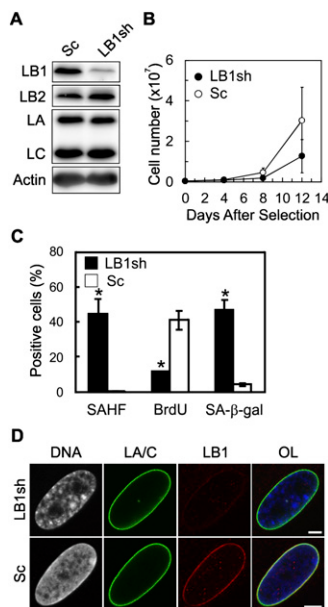 A
Sc
LB1sh
LB1
LB2
LA
LC
Actin
B
Cell number (x10⁷)
6
3
0
0 2 4 6 8 10 12 14
Days After Selection
LB1sh
Sc
C
Positive cells (%)
80
60
40
20
0
LB1sh
Sc
*
*
*
SAHF BrdU SA-β-gal
D
DNA LA/C LB1 OL
LB1sh
Sc